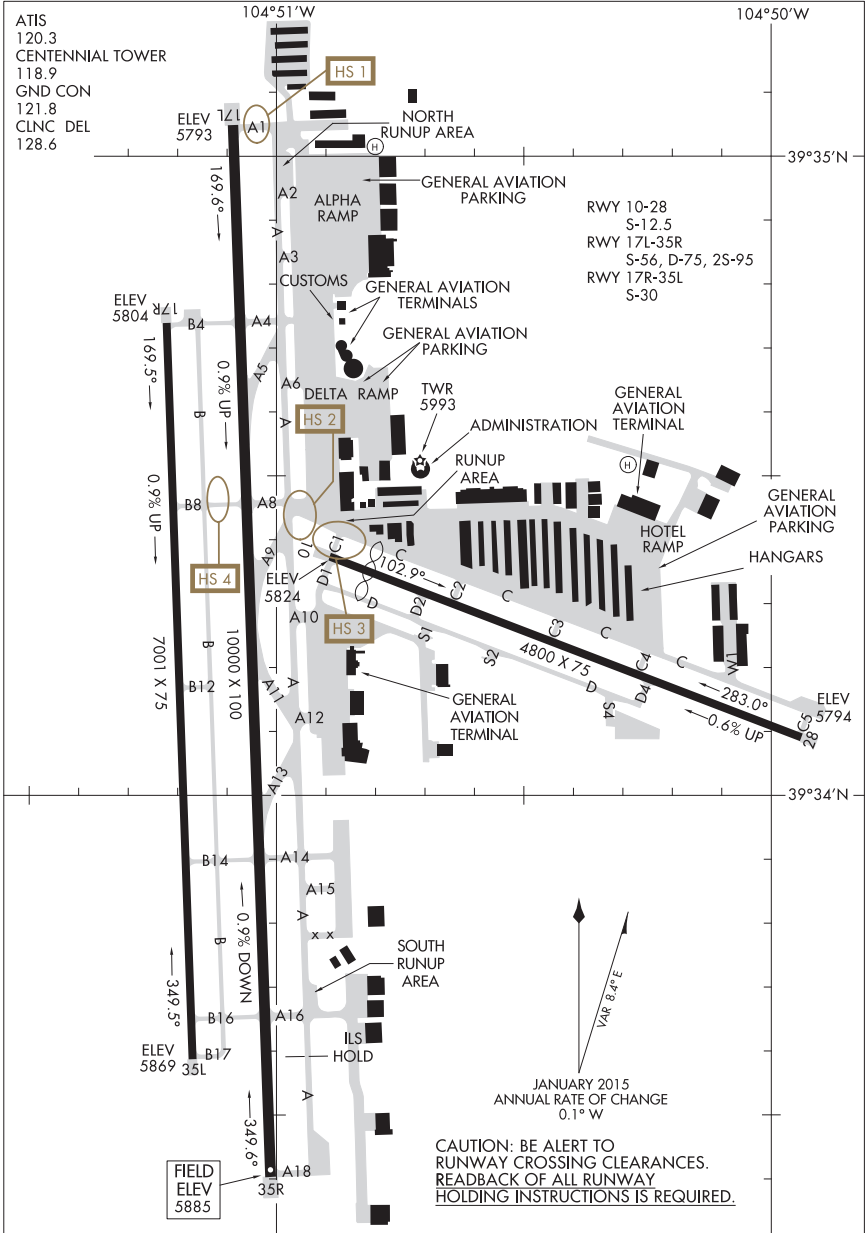 104°51'W
104°50'W
ATIS
120.3
CENTENNIAL TOWER
118.9
GND CON
121.8
CLNC DEL
128.6
HS 1
ELEV
5793
17L
A1
NORTH
RUNUP AREA
H
39°35'N
169.6°
A2
ALPHA
RAMP
GENERAL AVIATION
PARKING
RWY 10-28
S-12.5
RWY 17L-35R
S-56, D-75, 2S-95
RWY 17R-35L
S-30
A
A3
CUSTOMS
GENERAL AVIATION
TERMINALS
ELEV
5804
17R
B4
A4
GENERAL AVIATION
PARKING
169.5°
0.9% UP
A5
A6
DELTA RAMP
TWR
5993
GENERAL
AVIATION
TERMINAL
B
A
HS 2
ADMINISTRATION
RUNUP
AREA
H
0.9% UP
B8
A8
GENERAL
AVIATION
PARKING
HOTEL
RAMP
HANGARS
10
C1
C
A9
HS 4
ELEV
5824
D1
102.9°
C2
C
D
D2
A10
HS 3
S1
C3
C
7001 X 75
10000 X 100
B
S2
4800 X 75
C4
C
W1
B12
A11
A
D
D4
283.0°
ELEV
5794
GENERAL
AVIATION
TERMINAL
A12
S4
0.6% UP
C5
28
A13
39°34'N
B14
A14
A15
B
0.9% DOWN
A
x x
SOUTH
RUNUP
AREA
349.5°
VAR 8.4° E
B16
A16
ELEV
5869
35L
B17
ILS
HOLD
JANUARY 2015
ANNUAL RATE OF CHANGE
0.1° W
A
349.6°
CAUTION: BE ALERT TO
RUNWAY CROSSING CLEARANCES.
READBACK OF ALL RUNWAY
HOLDING INSTRUCTIONS IS REQUIRED.
FIELD
ELEV
5885
A18
35R